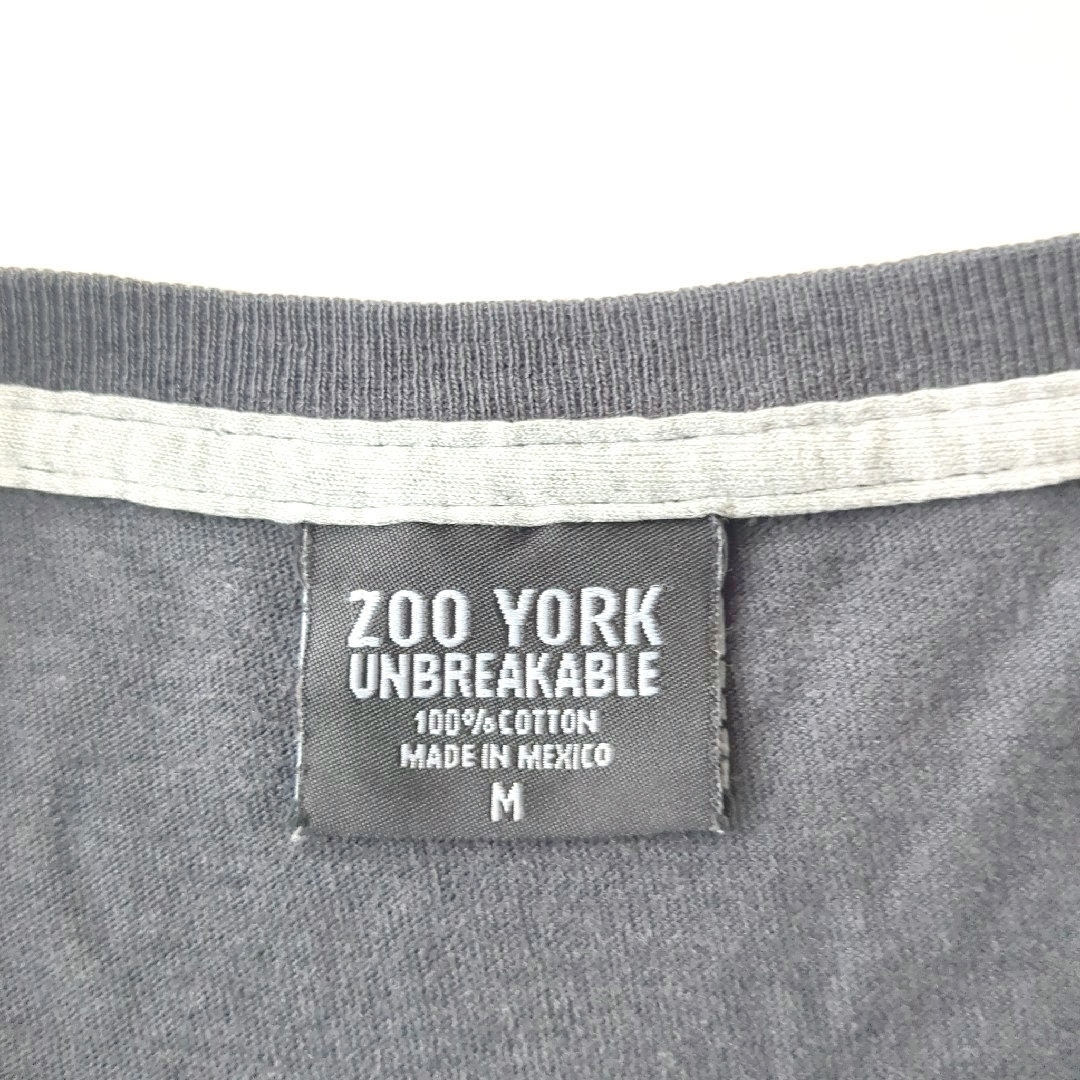 ZOO YORK
UNBREAKABLE
100% COTTON
MADE IN MEXICO
M